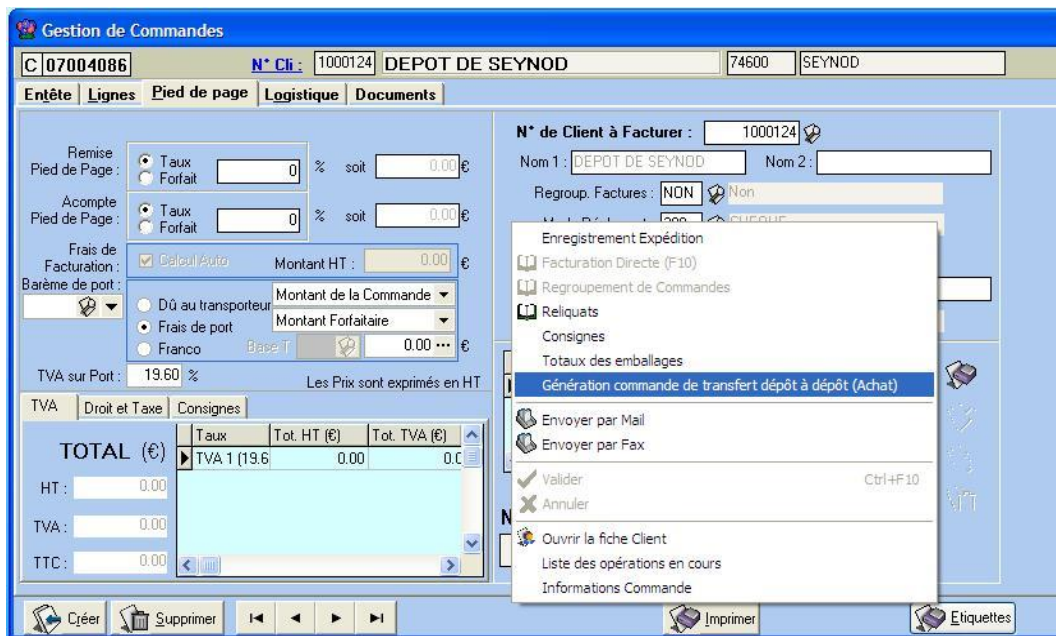 Gestion de Commandes
C 07004086 N° Cli : 1000124 DEPOT DE SEYNOD 74600 SEYNOD
Entête Lignes Pied de page Logistique Documents
N° de Client à Facturer : 1000124
Remise Pied de Page : Taux Forfait 0 % soit 0.00 €
Nom 1 : DEPOT DE SEYNOD Nom 2 :
Regroup. Factures : NON Non
Acompte Pied de Page : Taux Forfait 0 % soit 0.00 €
Frais de Facturation : Calcul Auto Montant HT : 0.00 €
Barème de port :
Dû au transporteur Montant de la Commande
Frais de port Montant Forfaitaire
Franco Base T 0.00 ... €
TVA sur Port : 19.60 % Les Prix sont exprimés en HT
TVA Droit et Taxe Consignes
TOTAL (€)
Taux Tot. HT (€) Tot. TVA (€)
TVA 1 (19.6 0.00
HT : 0.00
TVA : 0.00
TTC : 0.00
Enregistrement Expédition
Facturation Directe (F10)
Regroupement de Commandes
Reliquats
Consignes
Totaux des emballages
Génération commande de transfert dépôt à dépôt (Achat)
Envoyer par Mail
Envoyer par Fax
Valider Ctrl+F10
Annuler
Ouvrir la fiche Client
Liste des opérations en cours
Informations Commande
N
Créer Supprimer Imprimer Etiquettes